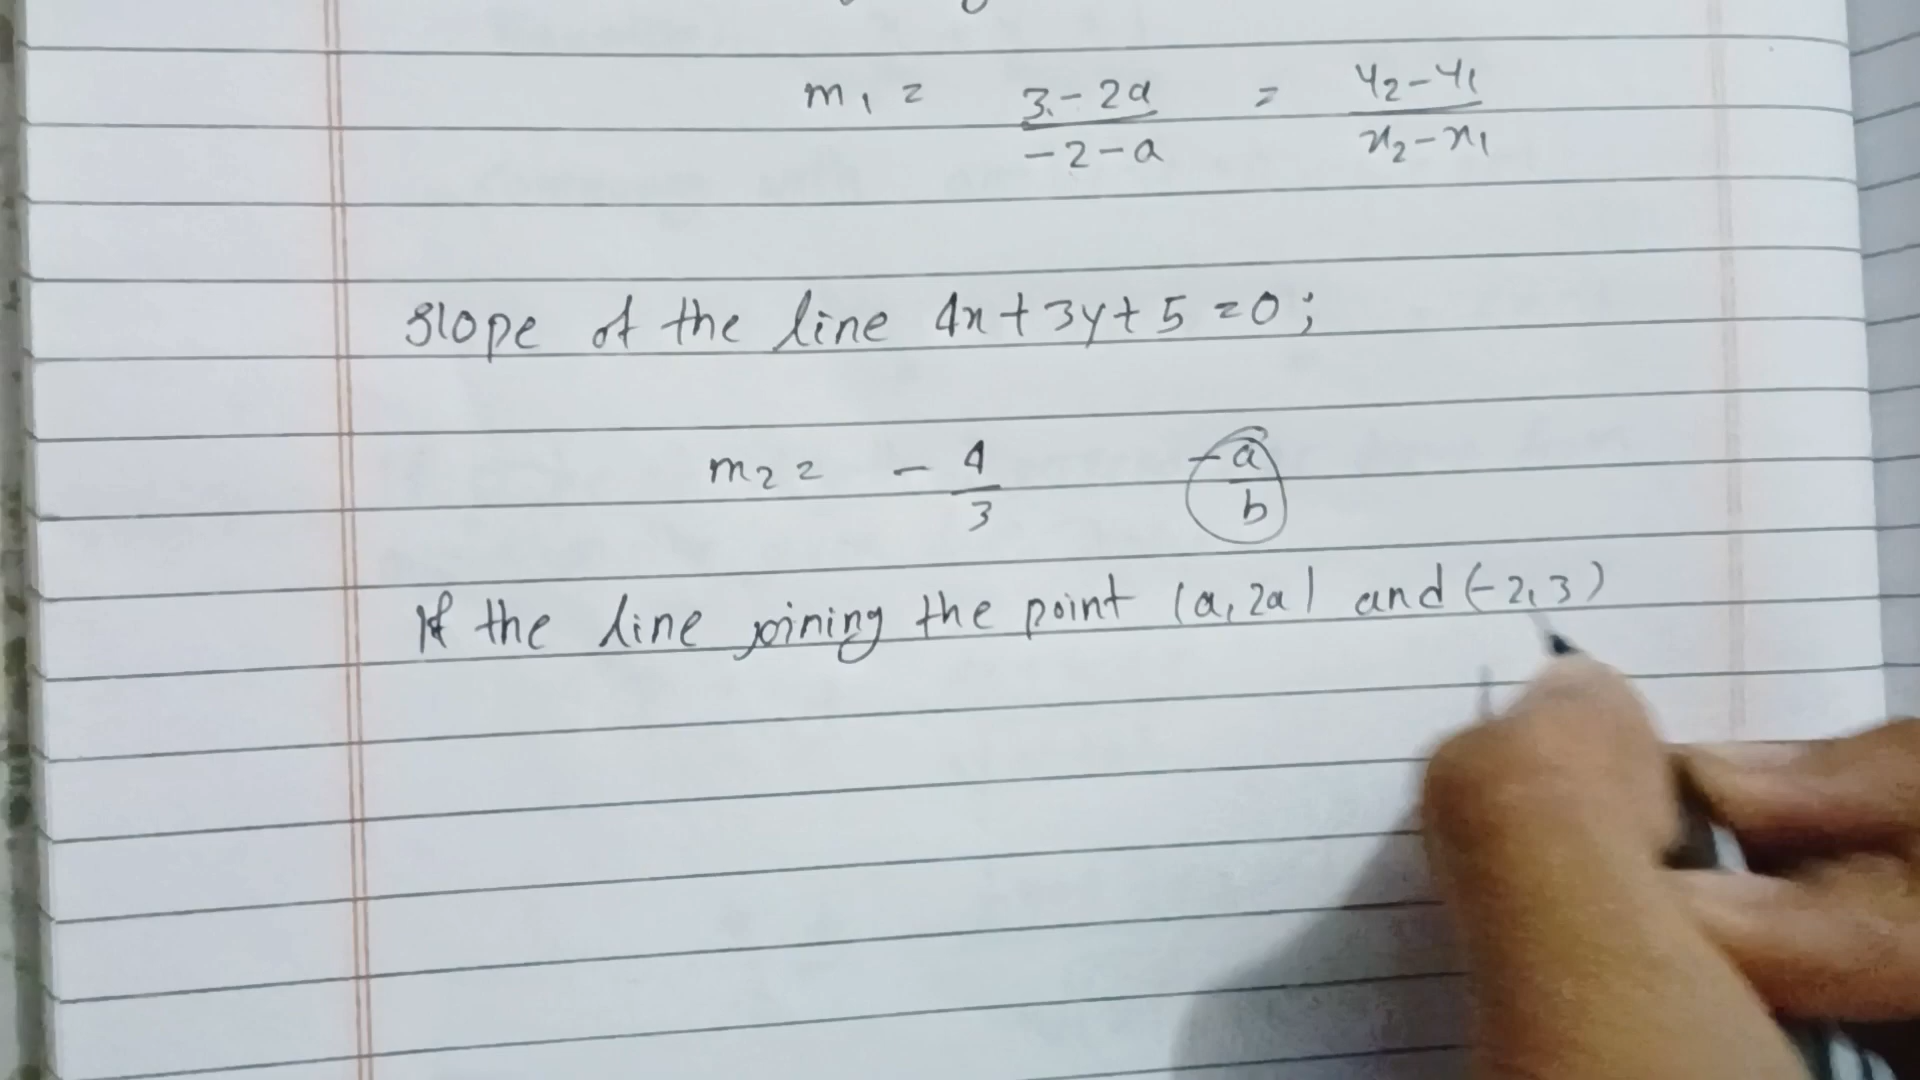 m₁ = 3-2a/-2-a = y₂-y₁/x₂-x₁
Slope of the line 4x+3y+5=0;
m₂ = -4/3 -a/b
If the line joining the point (a,2a) and (-2,3)